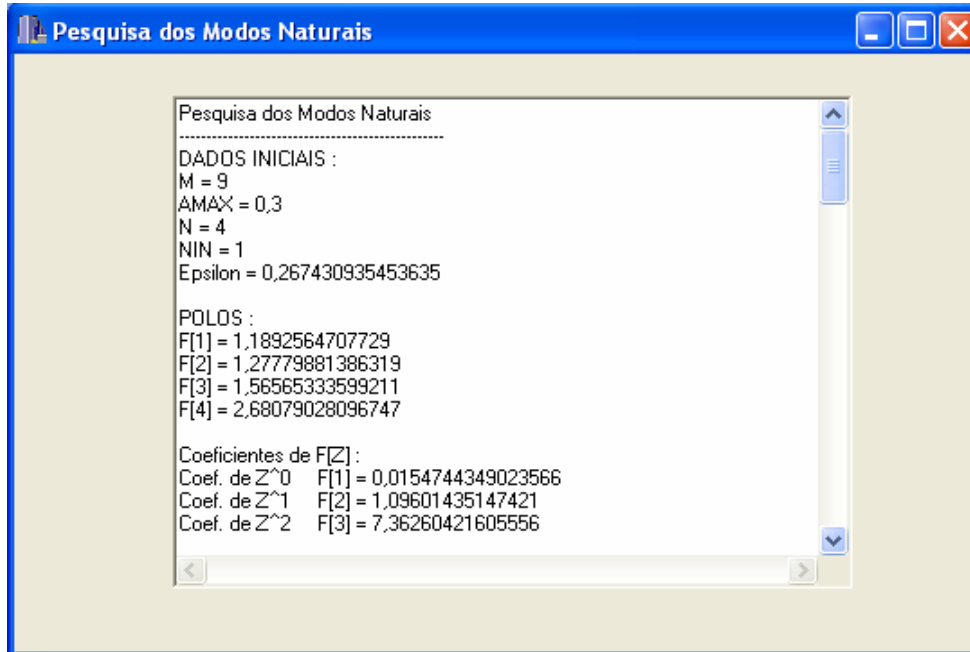 Pesquisa dos Modos Naturais
Pesquisa dos Modos Naturais
------------------------------------------------
DADOS INICIAIS :
M = 9
AMAX = 0,3
N = 4
NIN = 1
Epsilon = 0,267430935453635
POLOS :
F[1] = 1,1892564707729
F[2] = 1,27779881386319
F[3] = 1,56565333599211
F[4] = 2,68079028096747
Coeficientes de F[Z] :
Coef. de Z^0 F[1] = 0,0154744349023566
Coef. de Z^1 F[2] = 1,09601435147421
Coef. de Z^2 F[3] = 7,36260421605556